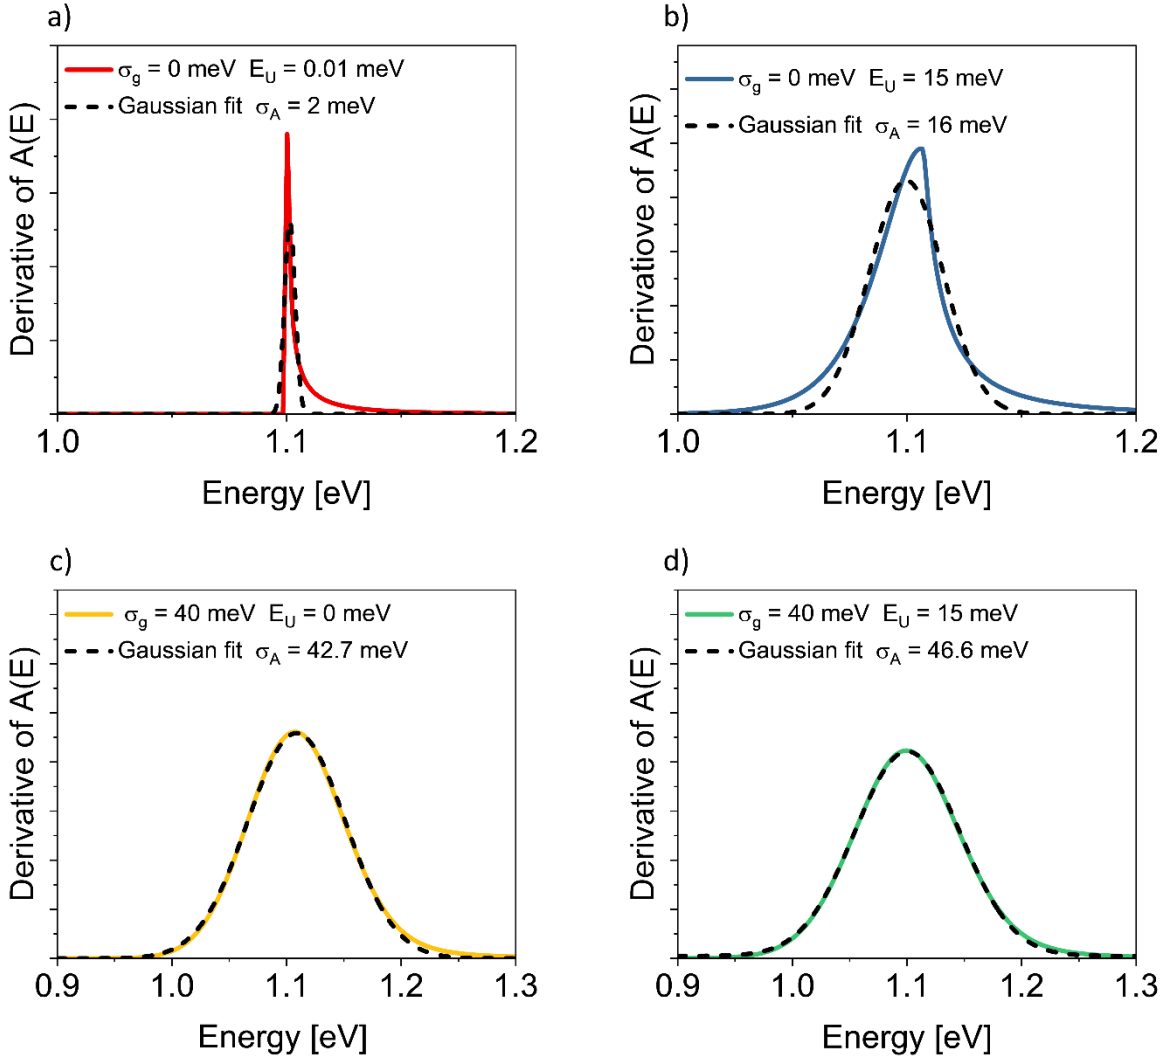 a)
σg = 0 meV EU = 0.01 meV
Gaussian fit σA = 2 meV
Derivative of A(E)
1.0 1.1 1.2
Energy [eV]
b)
σg = 0 meV EU = 15 meV
Gaussian fit σA = 16 meV
Derivatiove of A(E)
1.0 1.1 1.2
Energy [eV]
c)
σg = 40 meV EU = 0 meV
Gaussian fit σA = 42.7 meV
Derivative of A(E)
0.9 1.0 1.1 1.2 1.3
Energy [eV]
d)
σg = 40 meV EU = 15 meV
Gaussian fit σA = 46.6 meV
Derivative of A(E)
0.9 1.0 1.1 1.2 1.3
Energy [eV]